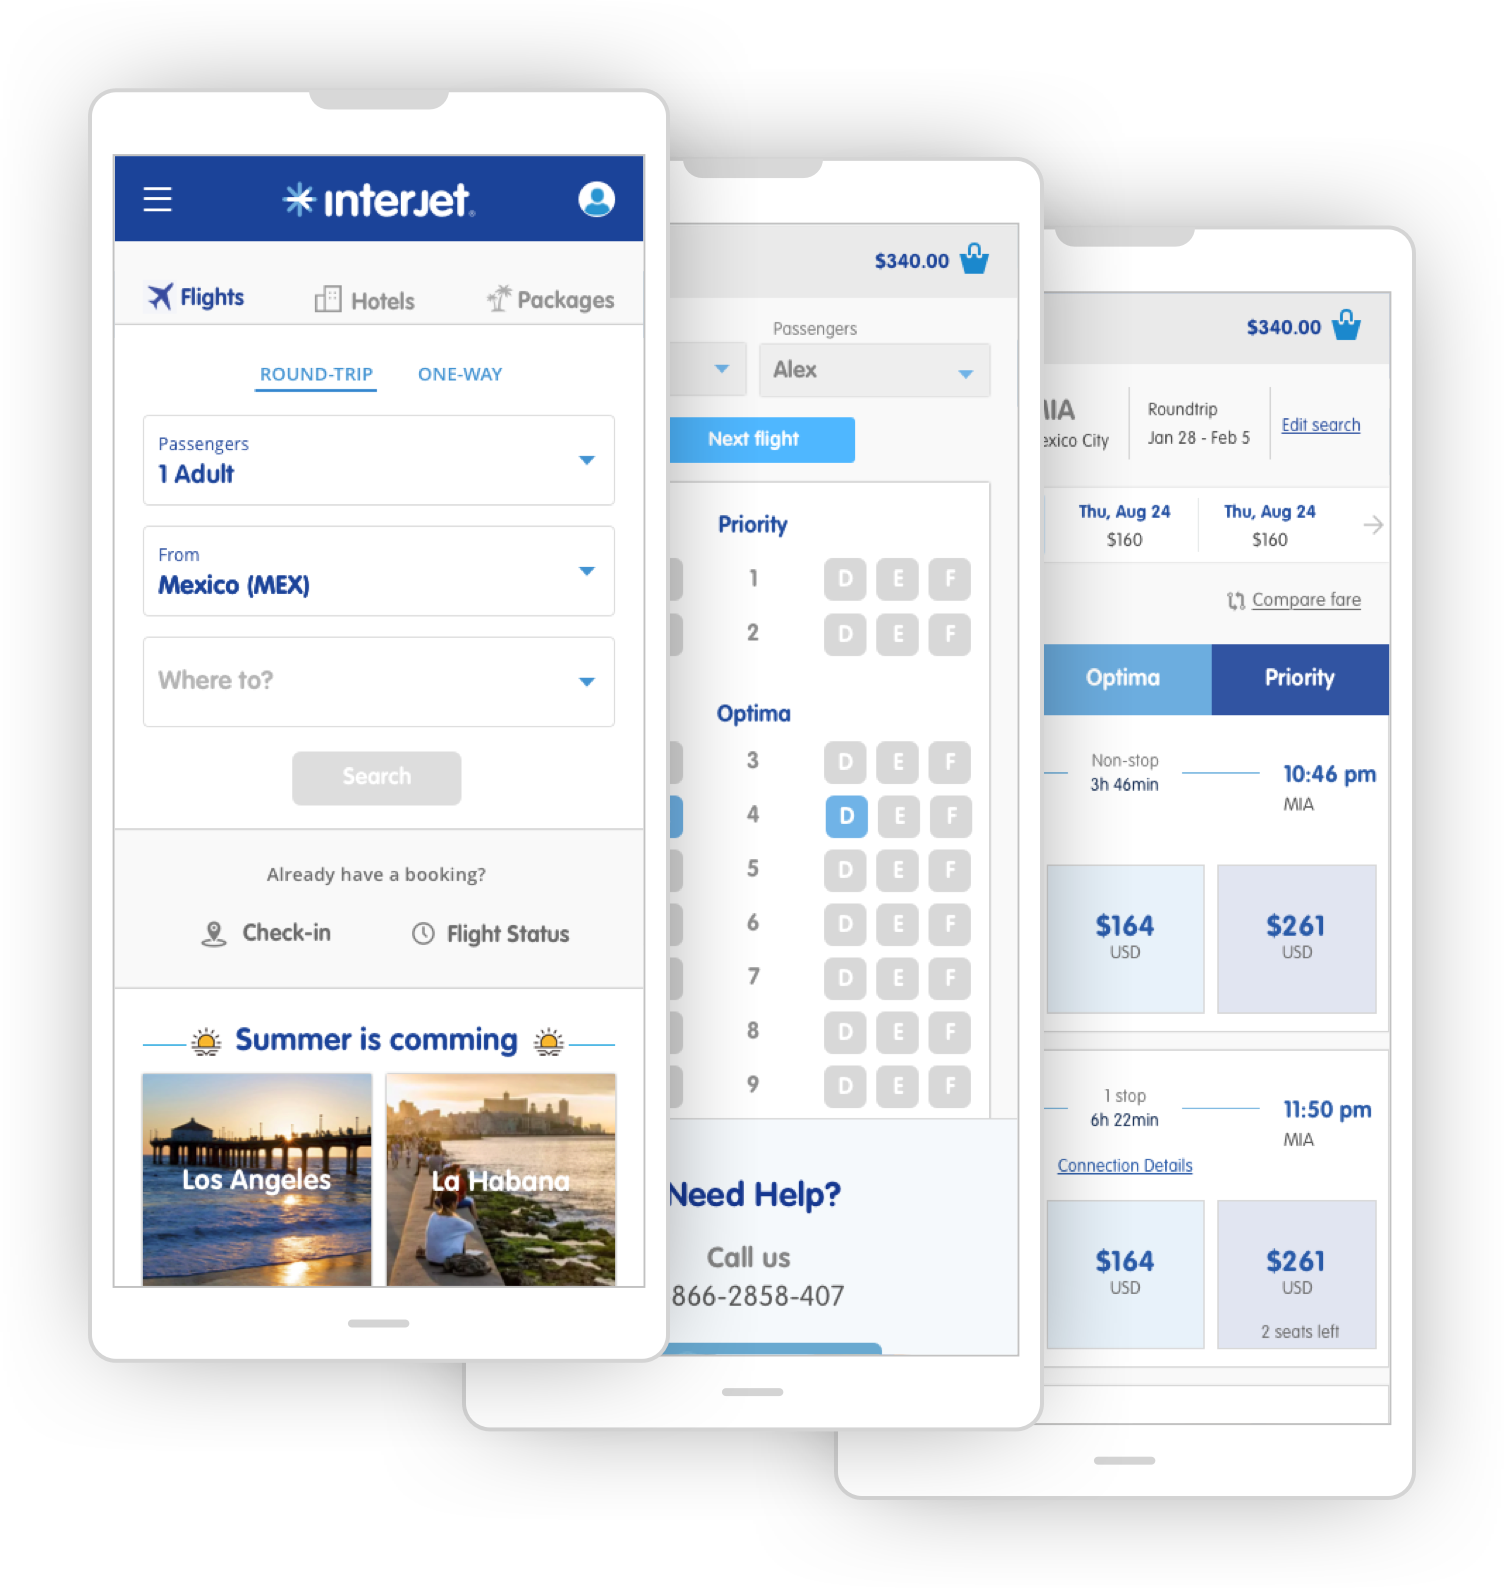 interjet®
Flights
Hotels
Packages
ROUND-TRIP
ONE-WAY
Passengers
1 Adult
From
Mexico (MEX)
Where to?
Search
Already have a booking?
Check-in
Flight Status
Summer is comming
Los Angeles
La Habana
$340.00
Passengers
Alex
Next flight
Priority
1 D E F
2 D E F
Optima
3 D E F
4 D E F
5 D E F
6 D E F
7 D E F
8 D E F
9 D E F
Need Help?
Call us
866-2858-407
$340.00
MIA
exico City
Roundtrip
Jan 28 - Feb 5
Edit search
Thu, Aug 24
$160
Thu, Aug 24
$160
Compare fare
Optima
Priority
Non-stop
3h 46min
10:46 pm
MIA
$164
USD
$261
USD
1 stop
6h 22min
11:50 pm
MIA
Connection Details
$164
USD
$261
USD
2 seats left